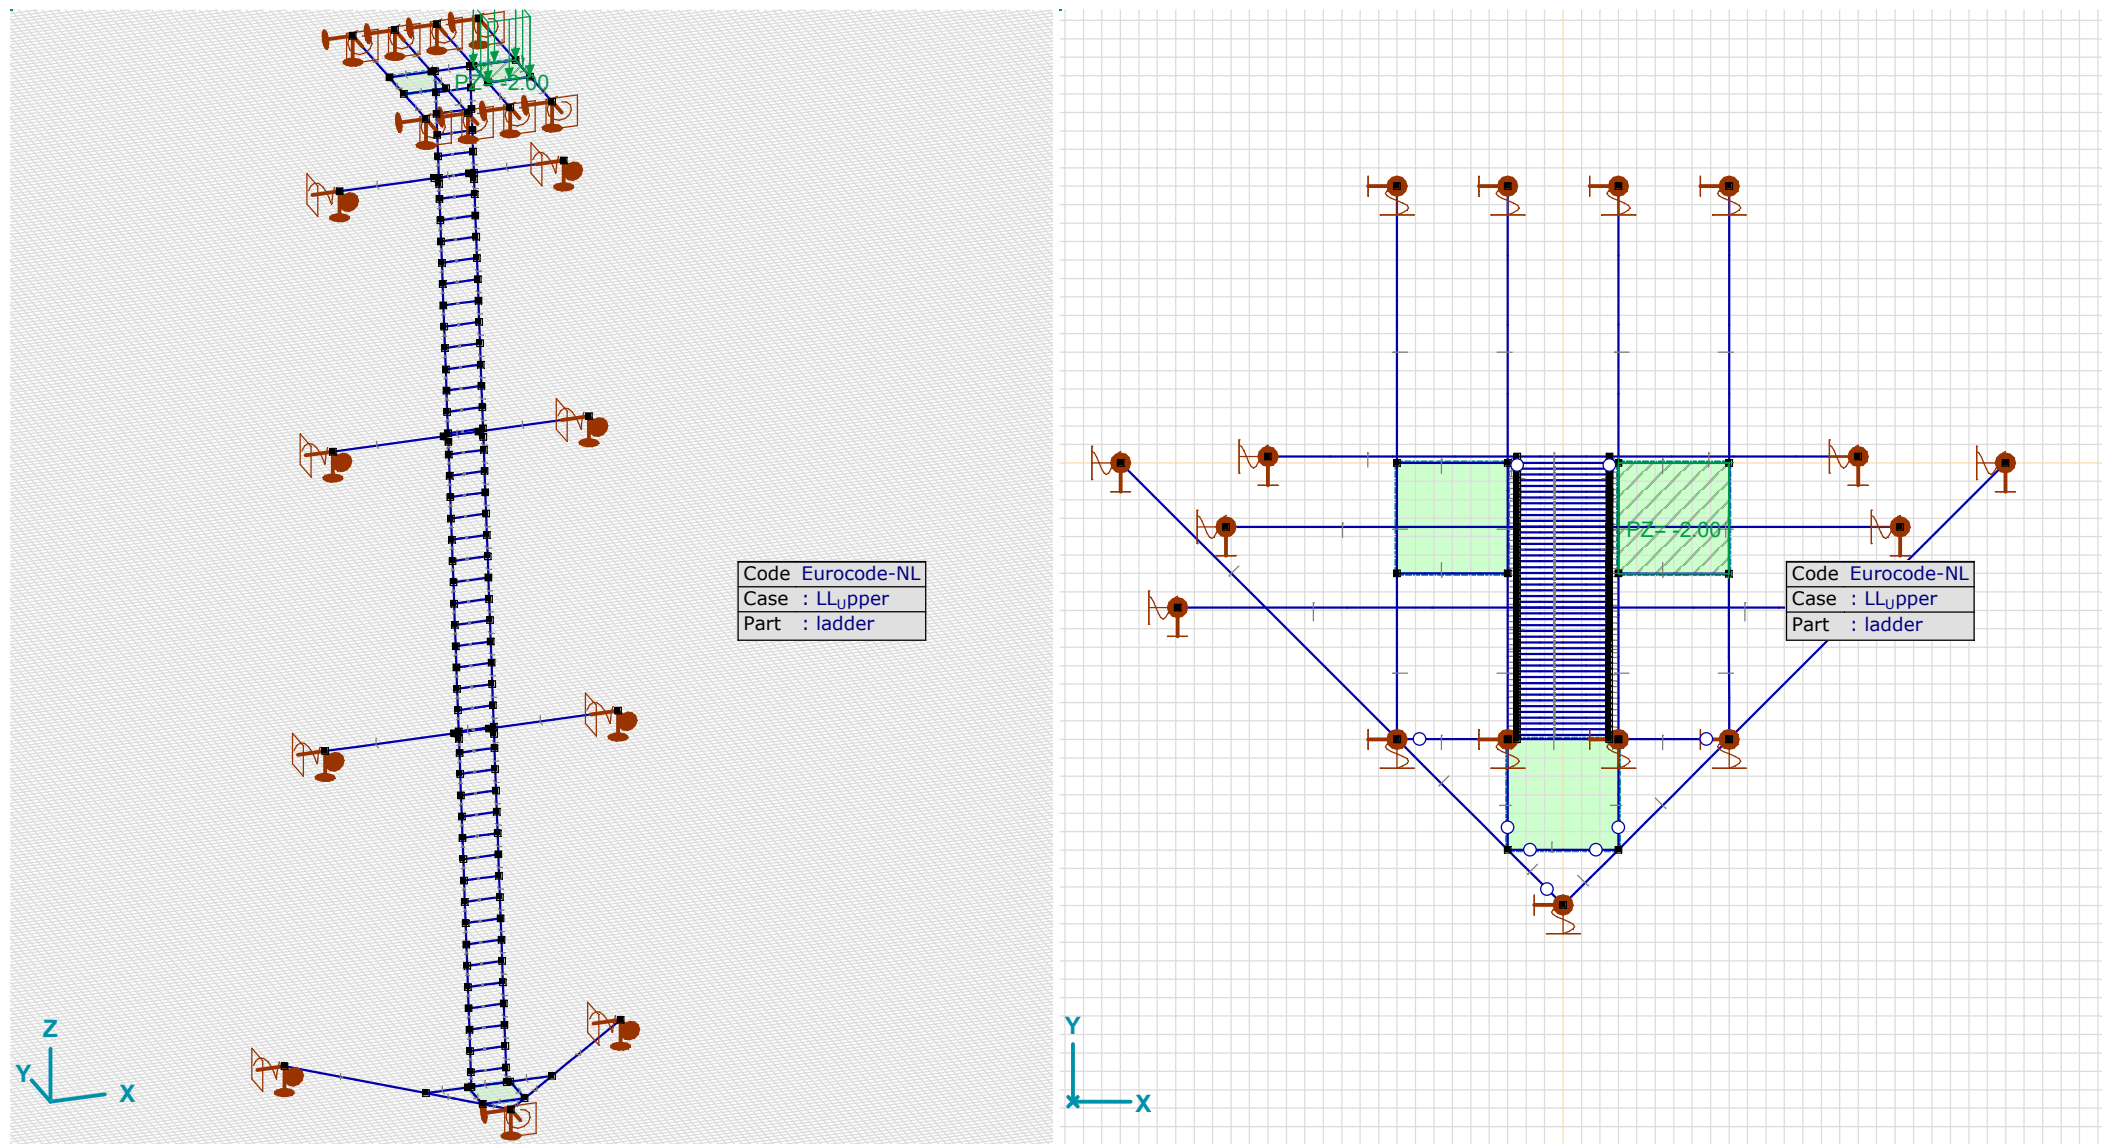 PZ= -2.00
Code Eurocode-NL
Case : LLUpper
Part : ladder
Z
Y
X
PZ= -2.00
Code Eurocode-NL
Case : LLUpper
Part : ladder
Y
X